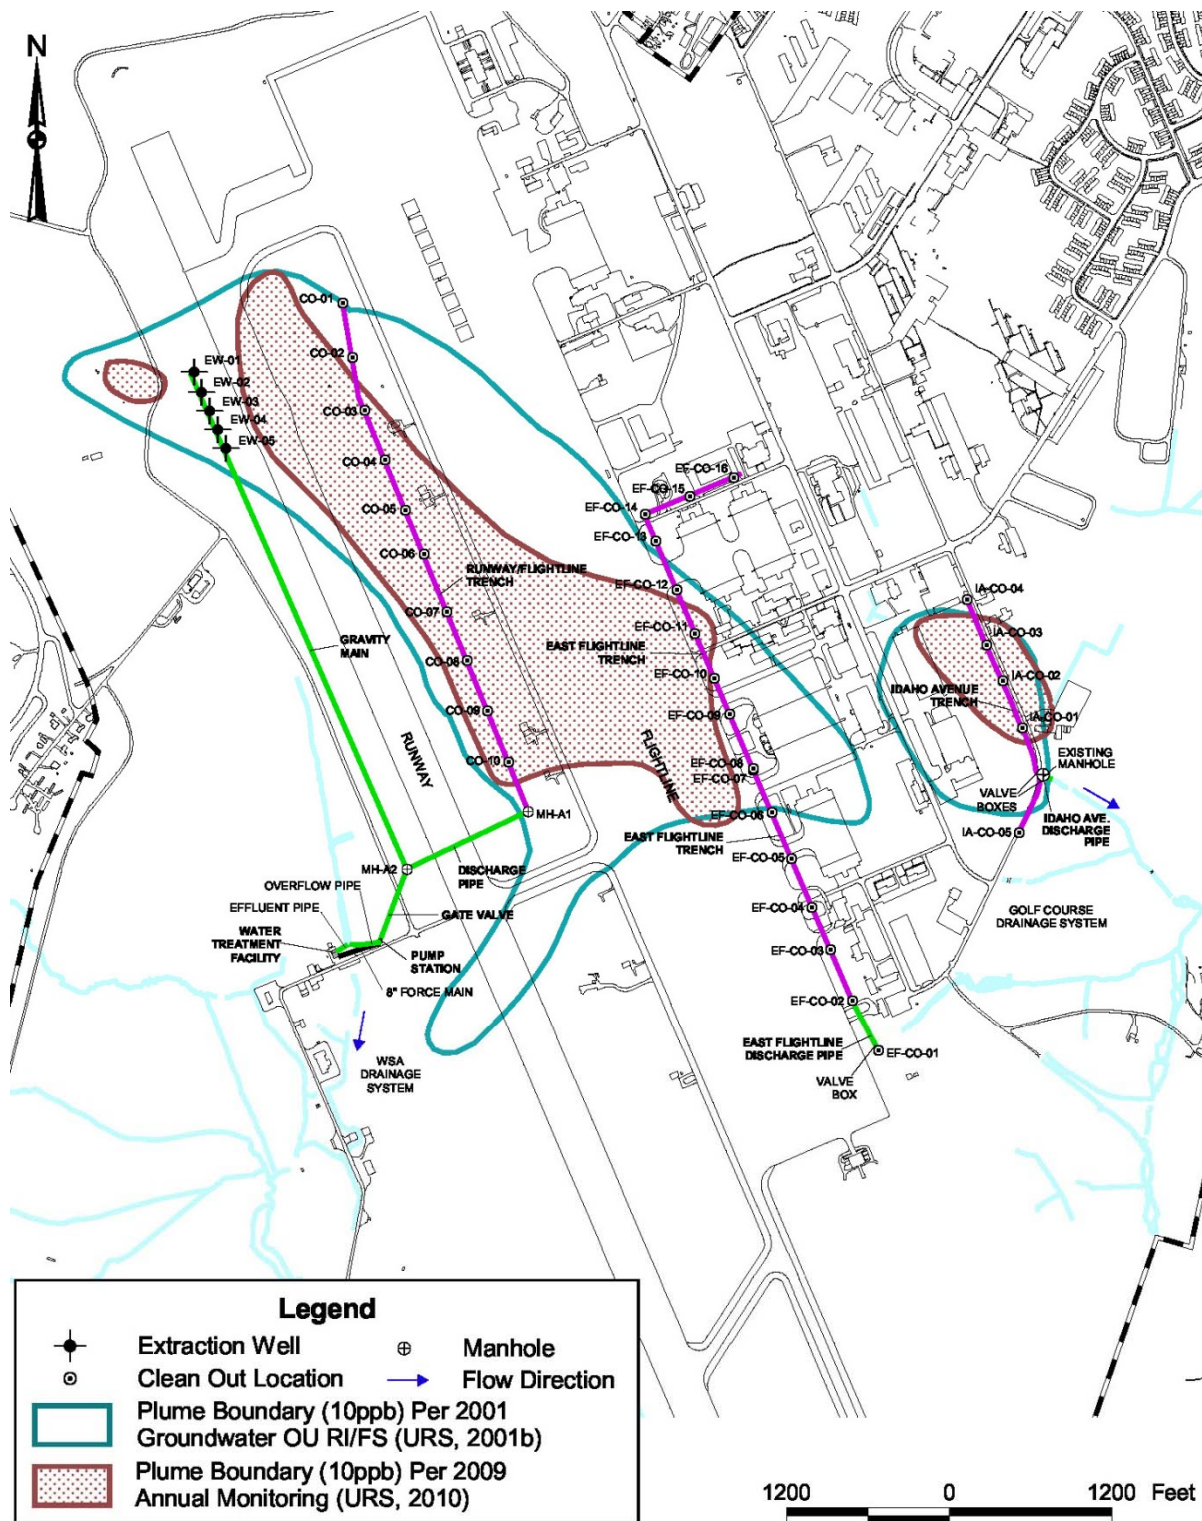 N
CO-01
CO-02
EW-01
EW-02
EW-03
EW-04
EW-05
CO-03
CO-04
CO-05
CO-06
RUNWAY/FLIGHTLINE
TRENCH
CO-07
GRAVITY
MAIN
CO-08
CO-09
RUNWAY
CO-10
MH-A1
EF-CO-16
EF-CO-15
EF-CO-14
EF-CO-13
EF-CO-12
EF-CO-11
EAST FLIGHTLINE
TRENCH
EF-CO-10
EF-CO-09
FLIGHTLINE
EF-CO-08
EF-CO-07
EF-CO-06
EAST FLIGHTLINE
TRENCH
EF-CO-05
EF-CO-04
EF-CO-03
EF-CO-02
EAST FLIGHTLINE
DISCHARGE PIPE
EF-CO-01
VALVE
BOX
IA-CO-04
IA-CO-03
IA-CO-02
IDAHO AVENUE
TRENCH
IA-CO-01
EXISTING
MANHOLE
VALVE
BOXES
IDAHO AVE.
DISCHARGE
PIPE
IA-CO-05
GOLF COURSE
DRAINAGE SYSTEM
MH-A2
DISCHARGE
PIPE
OVERFLOW PIPE
EFFLUENT PIPE
GATE VALVE
WATER
TREATMENT
FACILITY
PUMP
STATION
8" FORCE MAIN
WSA
DRAINAGE
SYSTEM
Legend
Extraction Well
Manhole
Clean Out Location
Flow Direction
Plume Boundary (10ppb) Per 2001
Groundwater OU RI/FS (URS, 2001b)
Plume Boundary (10ppb) Per 2009
Annual Monitoring (URS, 2010)
1200 0 1200 Feet